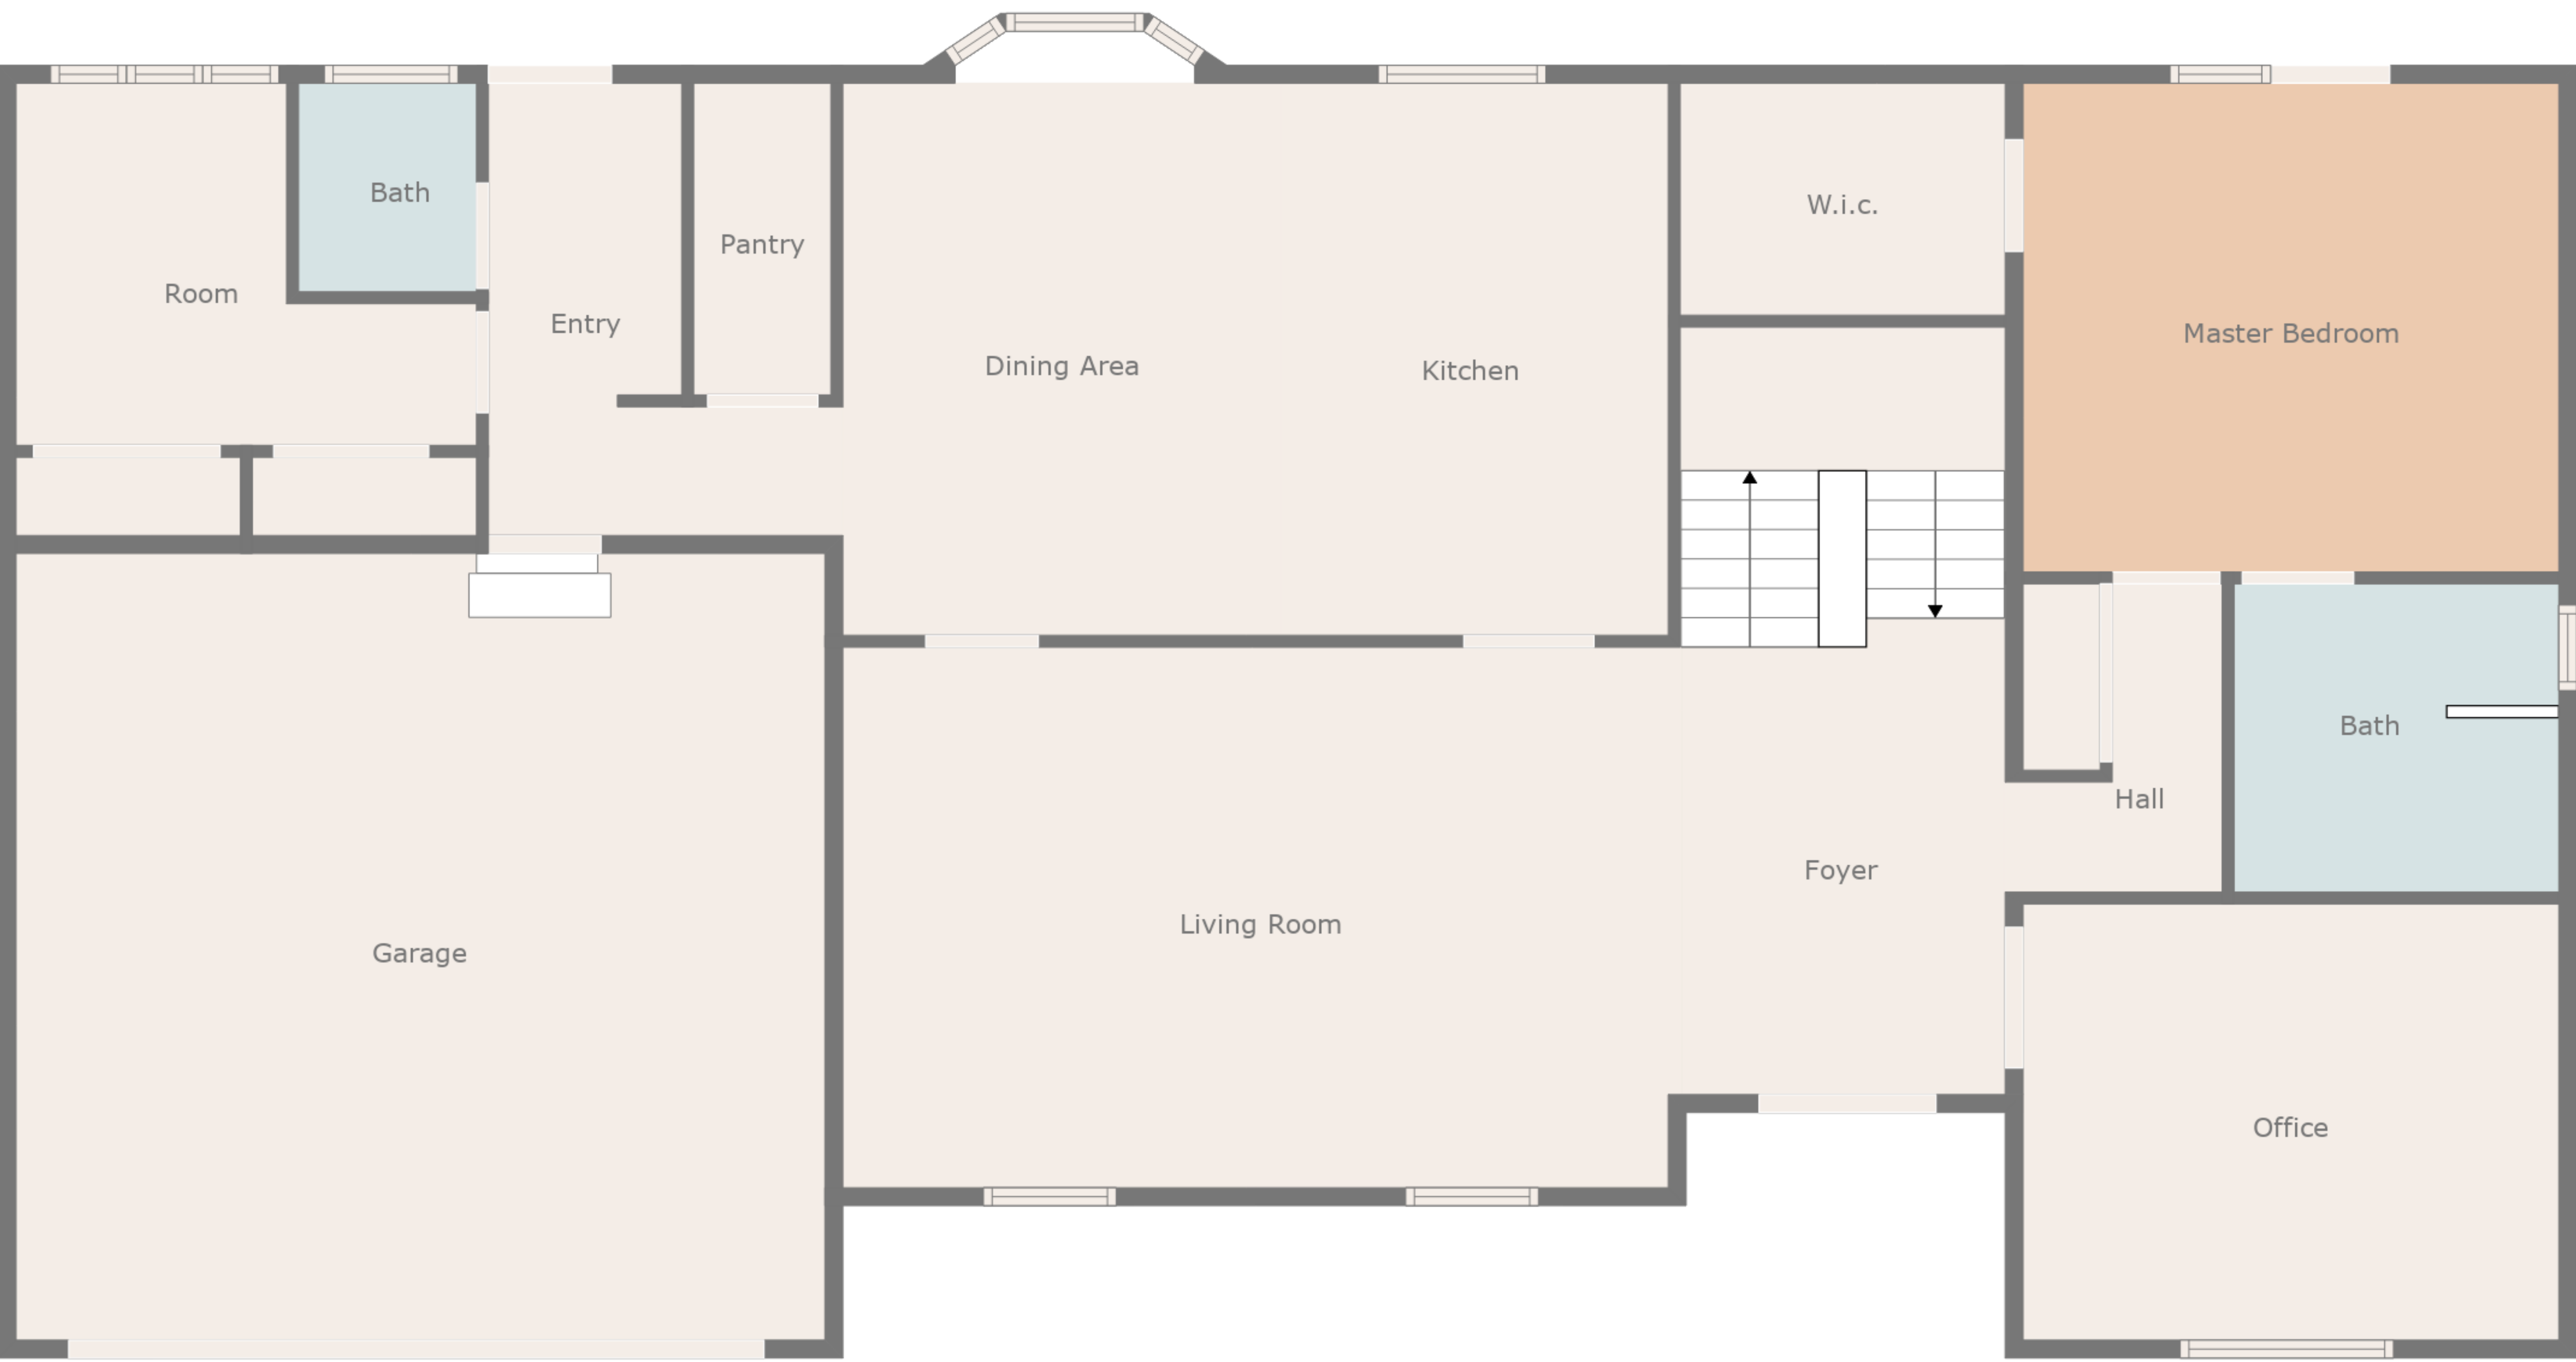 Bath
W.i.c.
Pantry
Room
Entry
Master Bedroom
Dining Area
Kitchen
Bath
Hall
Foyer
Living Room
Garage
Office